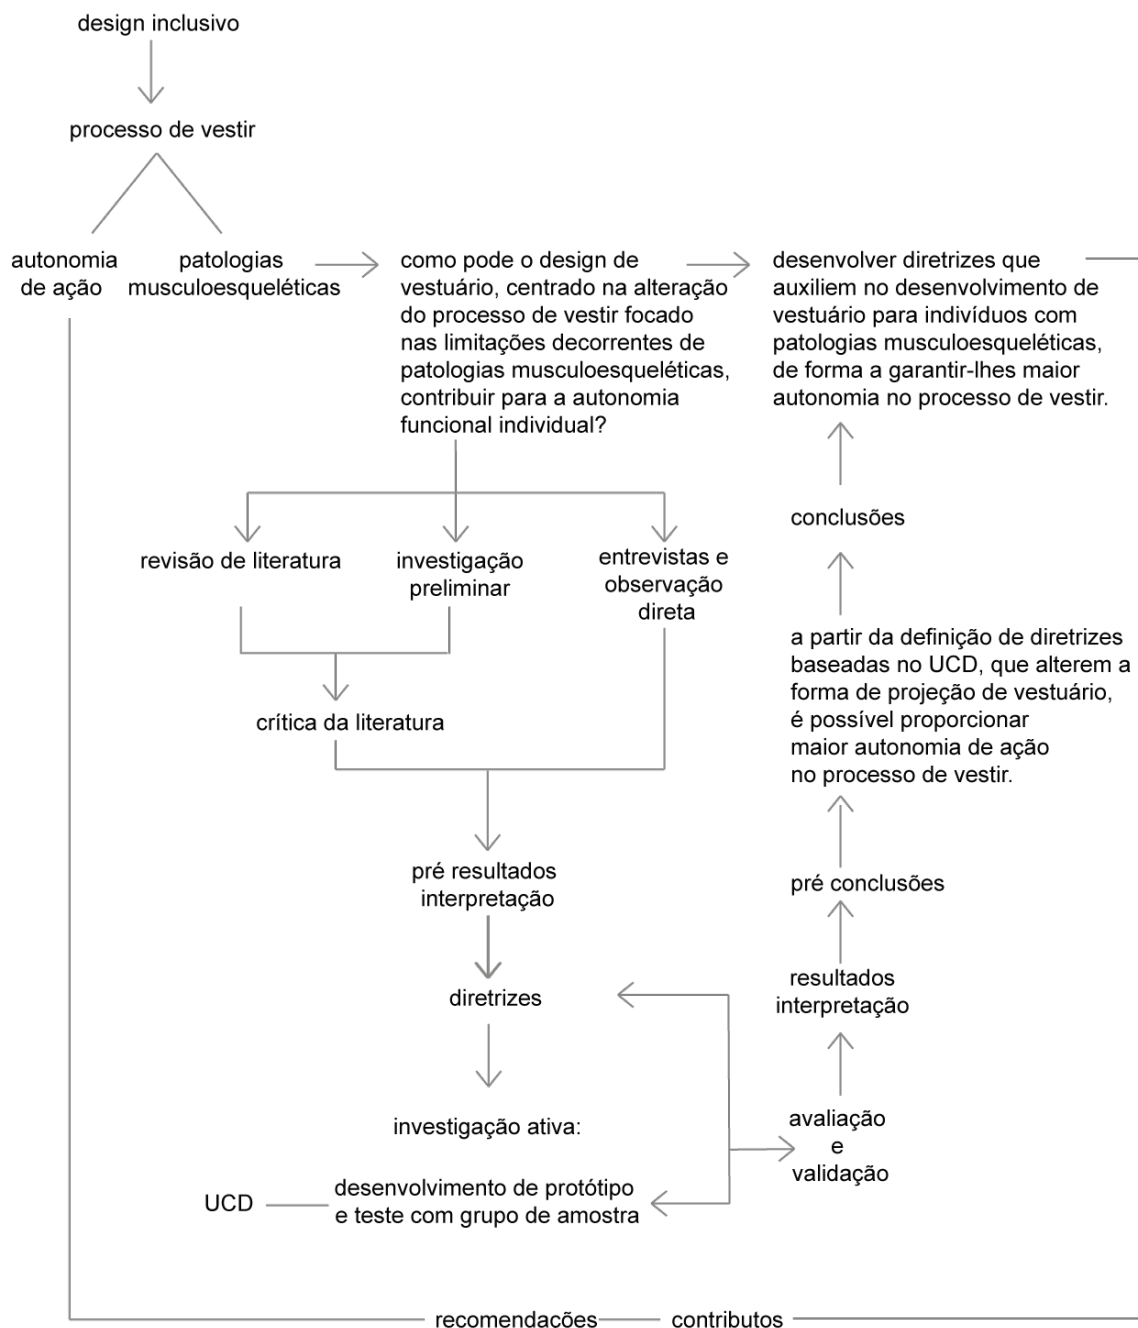 design inclusivo
processo de vestir
autonomia
de ação
patologias
musculoesqueléticas
como pode o design de
vestuário, centrado na alteração
do processo de vestir focado
nas limitações decorrentes de
patologias musculoesqueléticas,
contribuir para a autonomia
funcional individual?
desenvolver diretrizes que
auxiliem no desenvolvimento de
vestuário para indivíduos com
patologias musculoesqueléticas,
de forma a garantir-lhes maior
autonomia no processo de vestir.
revisão de literatura
investigação
preliminar
entrevistas e
observação
direta
crítica da literatura
pré resultados
interpretação
diretrizes
investigação ativa:
UCD
desenvolvimento de protótipo
e teste com grupo de amostra
avaliação
e
validação
resultados
interpretação
pré conclusões
a partir da definição de diretrizes
baseadas no UCD, que alterem a
forma de projeção de vestuário,
é possível proporcionar
maior autonomia de ação
no processo de vestir.
conclusões
recomendacões
contributos